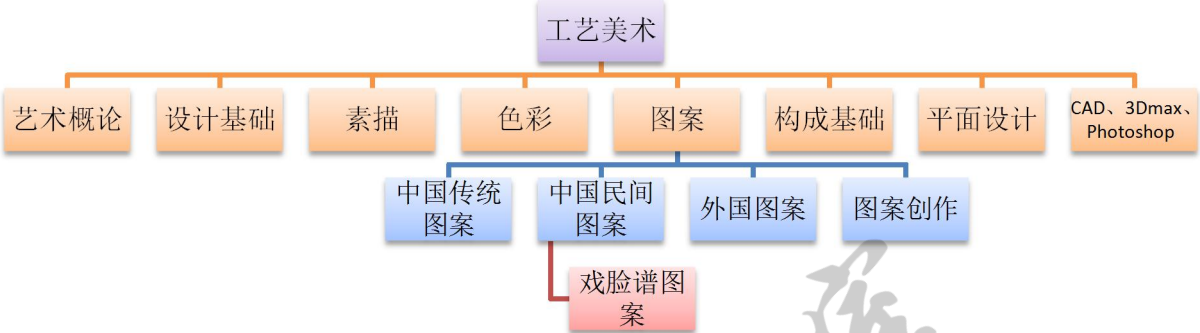 工艺美术
艺术概论
设计基础
素描
色彩
图案
构成基础
平面设计
CAD、3Dmax、
Photoshop
中国传统
图案
中国民间
图案
外国图案
图案创作
戏脸谱图
案